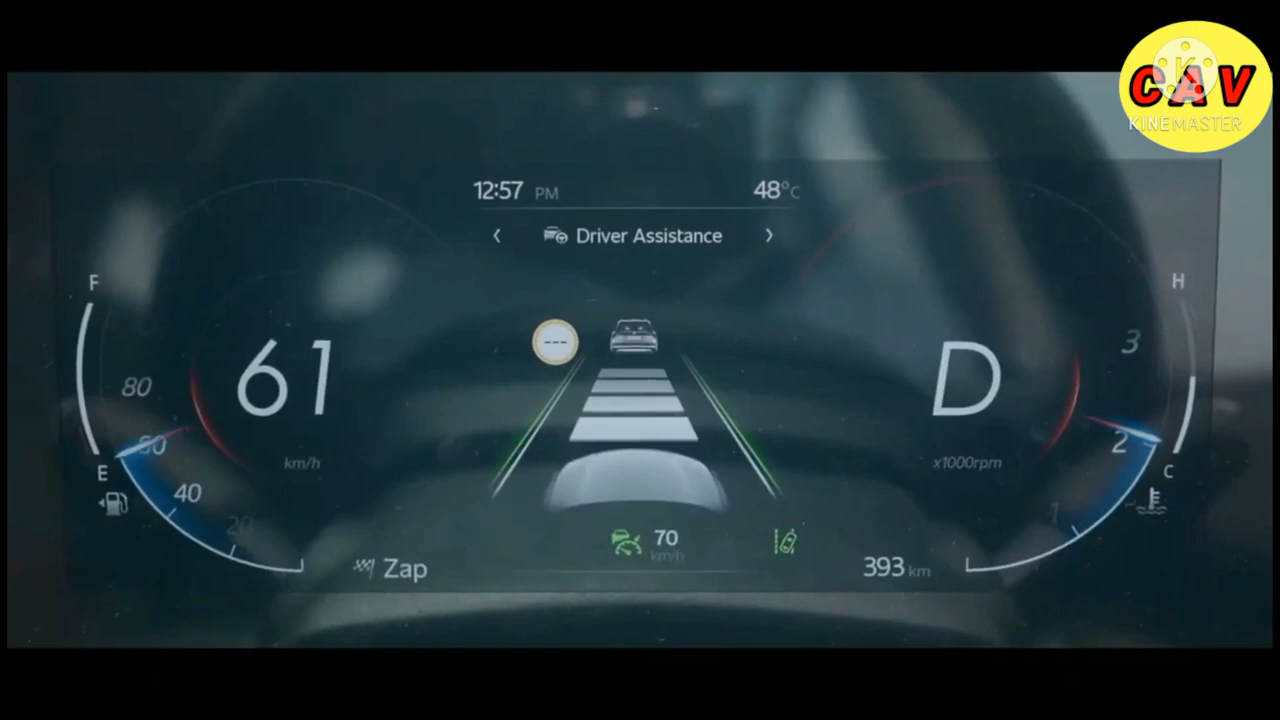 CAV
KINEMASTER
12:57 PM
48°C
‹ Driver Assistance ›
F
H
80
61
D
3
---
60
2
km/h
x1000rpm
E
C
40
20
1
70
km/h
Zap
393 km